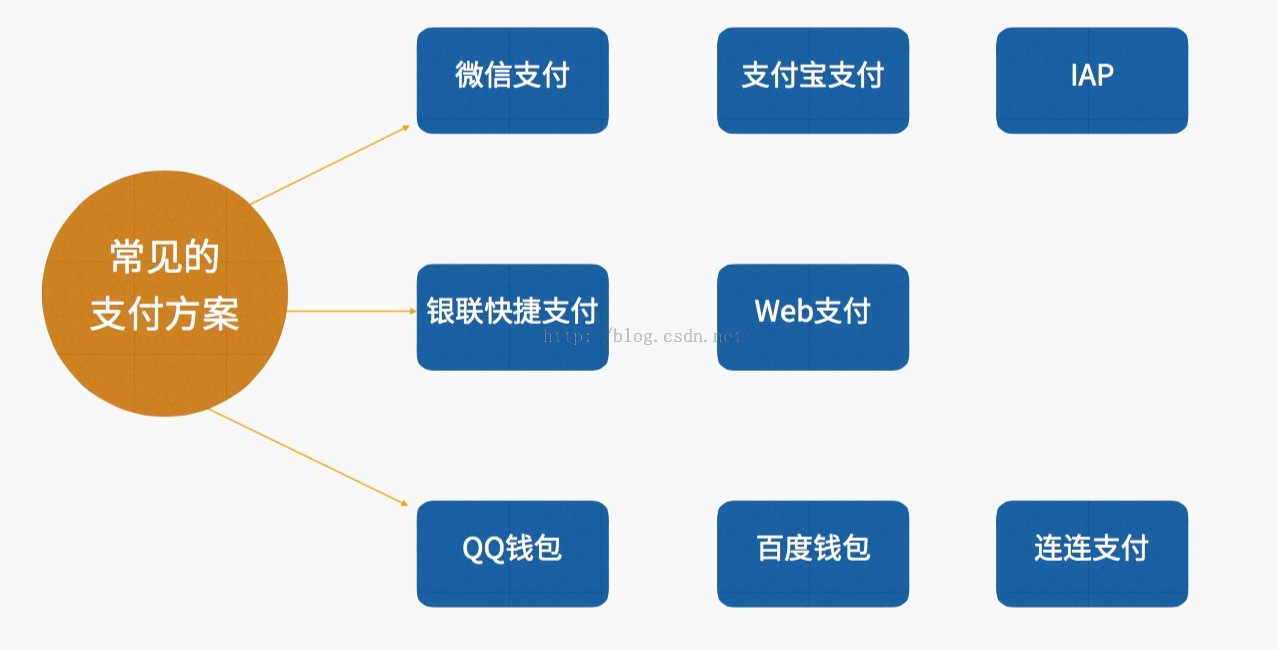 微信支付
支付宝支付
IAP
常见的
支付方案
银联快捷支付
Web支付
http://blog.csdn.net/
QQ钱包
百度钱包
连连支付